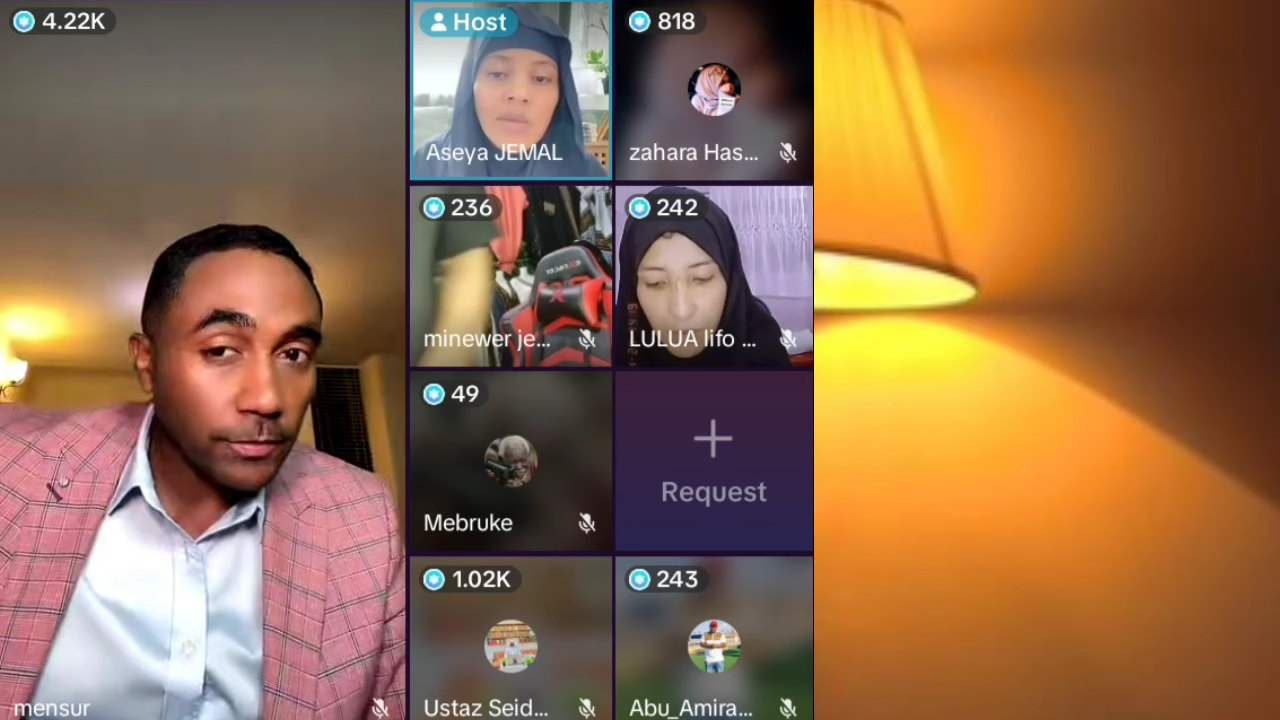 4.22K
mensur
Host
Aseya JEMAL
818
zahara Has...
236
minewer je...
242
LULUA lifo ...
49
Mebruke
Request
1.02K
Ustaz Seid...
243
Abu_Amira...